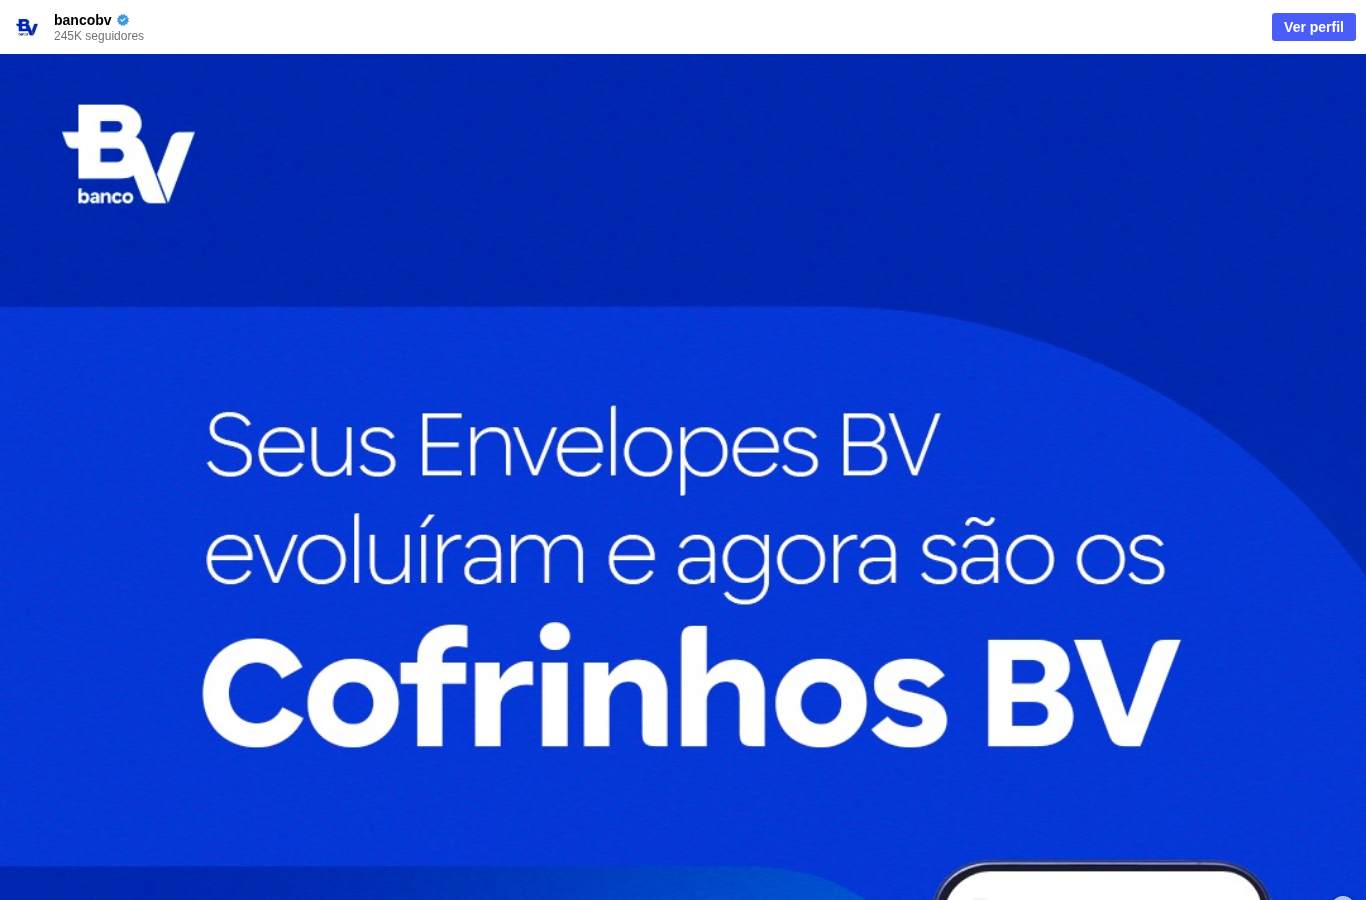 bancobv
245K seguidores
Ver perfil
BV
banco
Seus Envelopes BV
evoluíram e agora são os
Cofrinhos BV